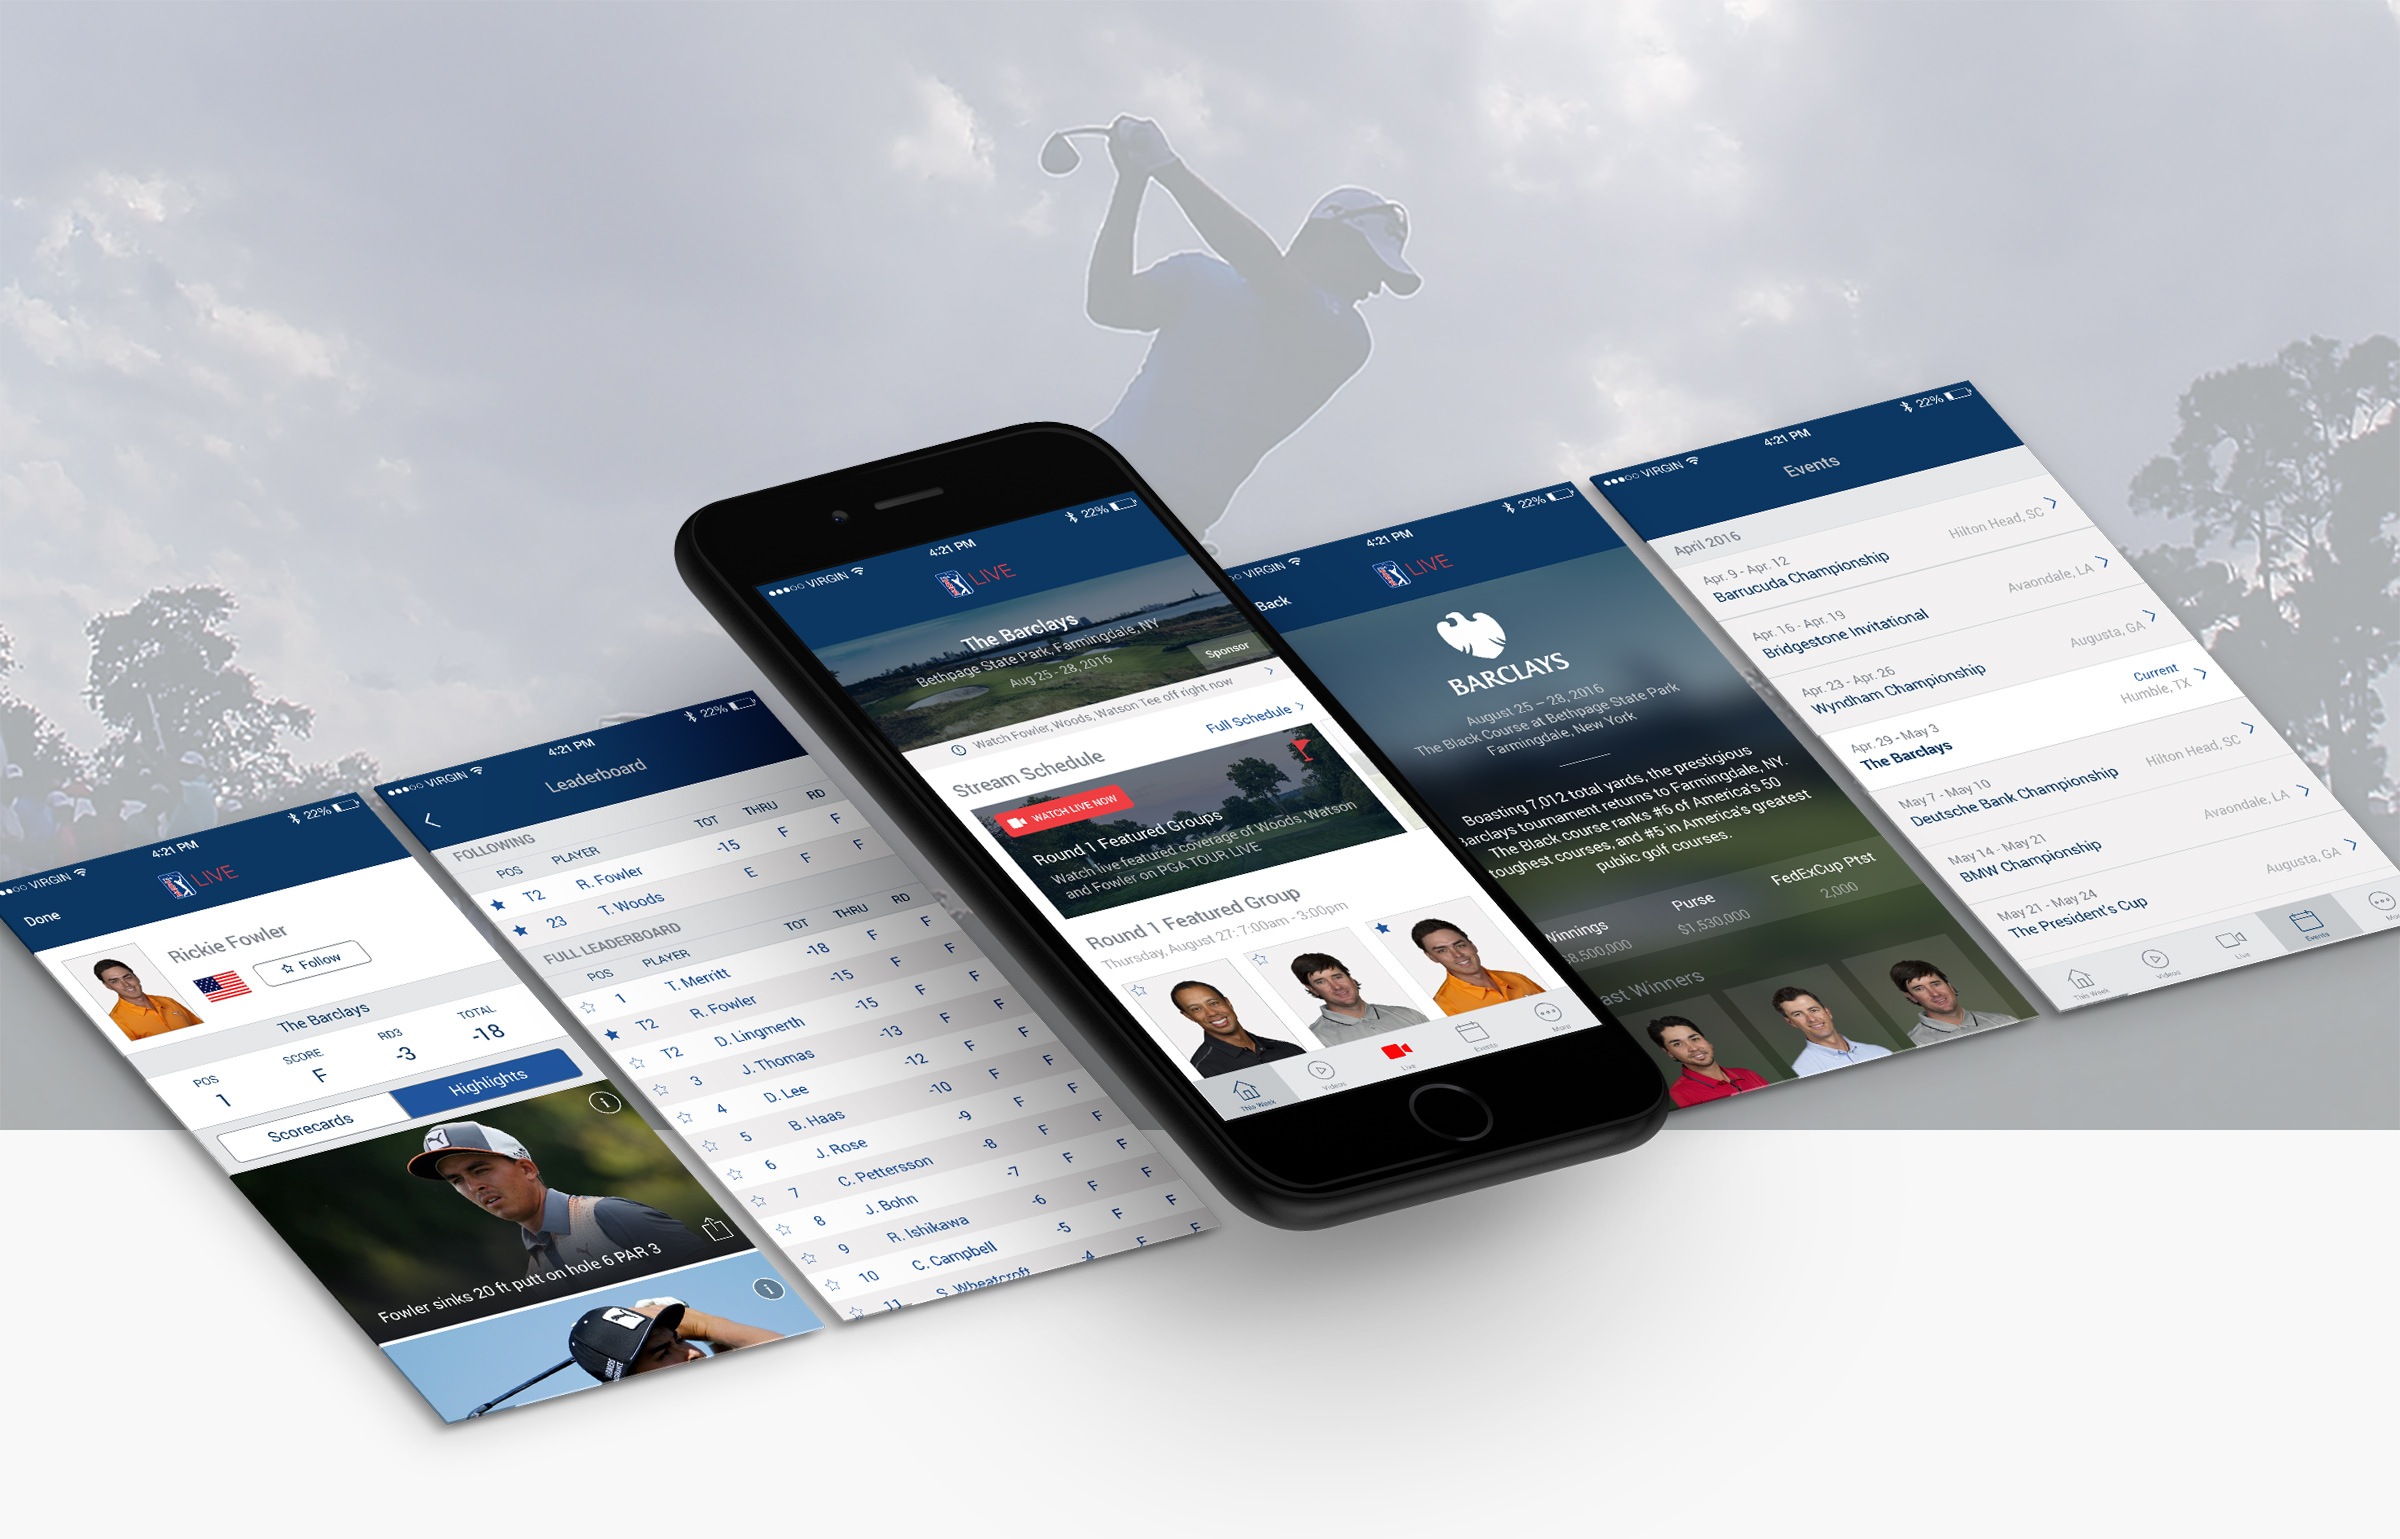 VIRGIN
4:21 PM
22%
Done
LIVE
Rickie Fowler
Follow
The Barclays
POS
SCORE
RD3
TOTAL
1
F
-3
-18
Scorecards
Highlights
Fowler sinks 20 ft putt on hole 6 PAR 3
VIRGIN
4:21 PM
22%
Leaderboard
FOLLOWING
POS PLAYER TOT THRU RD
T2 R. Fowler -15 F F
23 T. Woods E F F
FULL LEADERBOARD
POS PLAYER TOT THRU RD
1 T. Merritt -18 F F
T2 R. Fowler -15 F F
T2 D. Lingmerth -15 F F
3 J. Thomas -13 F F
4 D. Lee -12 F F
5 B. Haas -10 F F
6 J. Rose -9 F F
7 C. Pettersson -8 F F
8 J. Bohn -7 F F
9 R. Ishikawa -6 F F
10 C. Campbell -5 F F
11 S. Wheatcroft -4 F F
VIRGIN
4:21 PM
22%
LIVE
The Barclays
Bethpage State Park, Farmingdale, NY
Aug 25 - 28, 2016
Sponsor
Watch Fowler, Woods, Watson Tee off right now
Stream Schedule
Full Schedule
WATCH LIVE NOW
Round 1 Featured Groups
Watch live featured coverage of Woods, Watson
and Fowler on PGA TOUR LIVE
Round 1 Featured Group
Thursday, August 27: 7:00am - 3:00pm
This Week
Videos
Live
Events
More
VIRGIN
4:21 PM
22%
Back
LIVE
BARCLAYS
August 25 – 28, 2016
The Black Course at Bethpage State Park
Farmingdale, New York
Boasting 7,012 total yards, the prestigious
Barclays tournament returns to Farmingdale, NY.
The Black course ranks #6 of America's 50
toughest courses, and #5 in America's greatest
public golf courses.
Winnings
Purse
FedExCup Ptst
$8,500,000
$1,530,000
2,000
ast Winners
VIRGIN
4:21 PM
22%
Events
April 2016
Apr. 9 - Apr. 12
Barrucuda Championship
Hilton Head, SC
Apr. 16 - Apr. 19
Bridgestone Invitational
Avaondale, LA
Apr. 23 - Apr. 26
Wyndham Championship
Augusta, GA
Apr. 29 - May 3
The Barclays
Current
Humble, TX
May 7 - May 10
Deutsche Bank Championship
Hilton Head, SC
May 14 - May 21
BMW Championship
Avaondale, LA
May 21 - May 24
The President's Cup
Augusta, GA
This Week
Videos
Live
Events
More